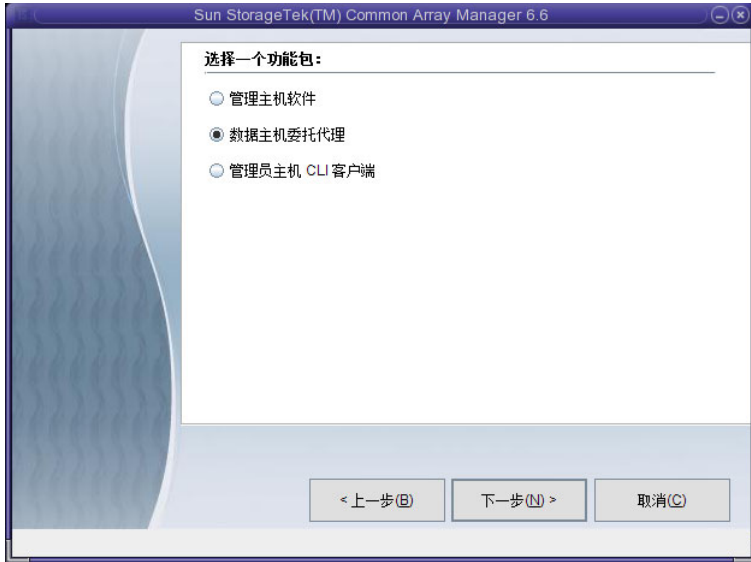 Sun StorageTek(TM) Common Array Manager 6.6
选择一个功能包:
管理主机软件
数据主机委托代理
管理员主机 CLI 客户端
< 上一步(B)
下一步(N) >
取消(C)